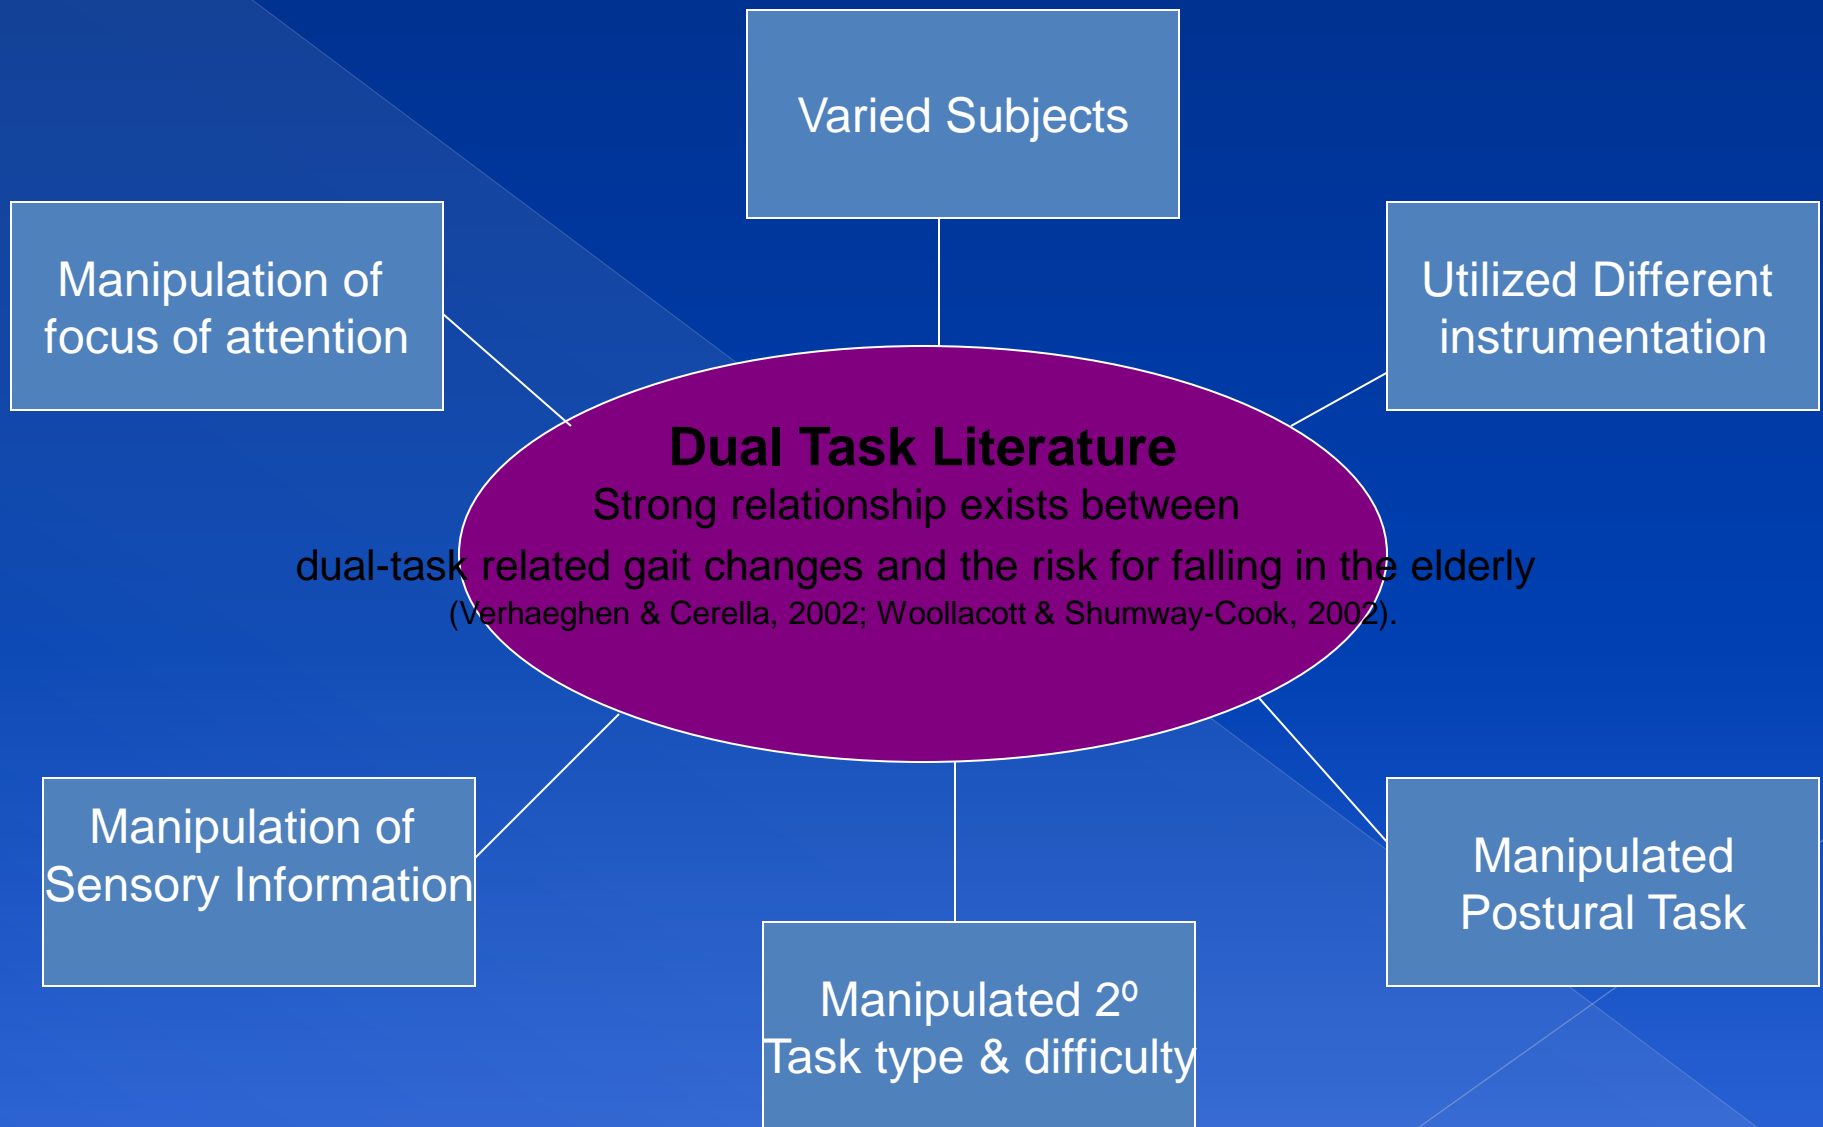 Varied Subjects
Manipulation of
focus of attention
Utilized Different
instrumentation
Dual Task Literature
Strong relationship exists between
dual-task related gait changes and the risk for falling in the elderly
(Verhaeghen & Cerella, 2002; Woollacott & Shumway-Cook, 2002).
Manipulation of
Sensory Information
Manipulated 2º
Task type & difficulty
Manipulated
Postural Task